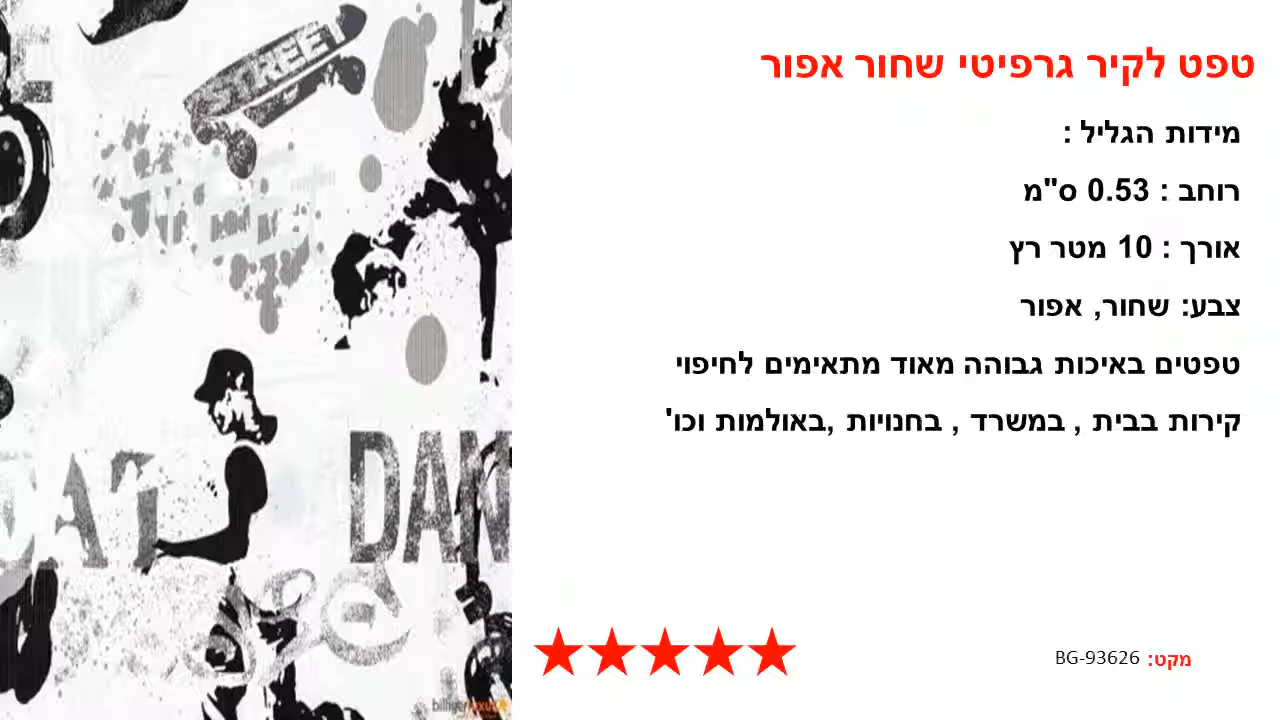 טפט לקיר גרפיטי שחור אפור
מידות הגליל :
רוחב : 0.53 ס"מ
אורך : 10 מטר רץ
צבע: שחור, אפור
טפטים באיכות גבוהה מאוד מתאימים לחיפוי
קירות בבית , במשרד , בחנויות ,באולמות וכו'
מקט: BG-93626
STREET
DAN